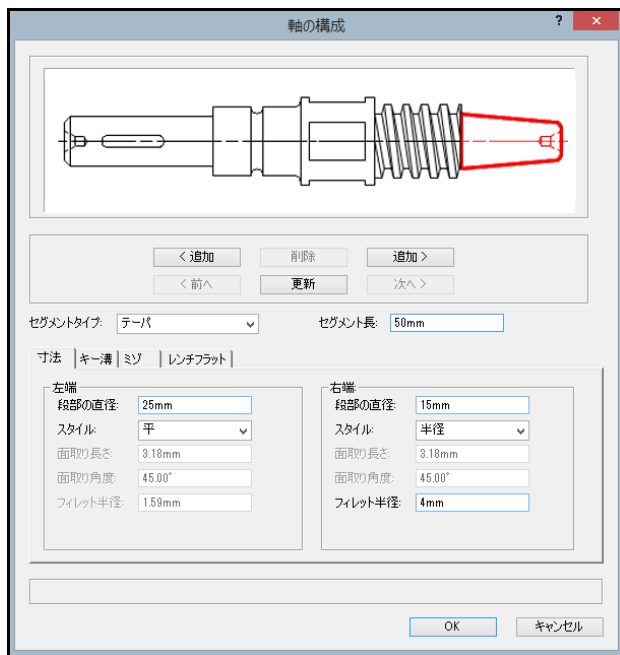 軸の構成 ? ×
< 追加 削除 追加 >
< 前へ 更新 次へ >
セグメントタイプ: テーパ セグメント長: 50mm
寸法 キー溝 ミゾ レンチフラット
左端 右端
段部の直径: 25mm 段部の直径: 15mm
スタイル: 平 スタイル: 半径
面取り長さ: 3.18mm 面取り長さ: 3.18mm
面取り角度: 45.00° 面取り角度: 45.00°
フィレット半径: 1.59mm フィレット半径: 4mm
OK キャンセル